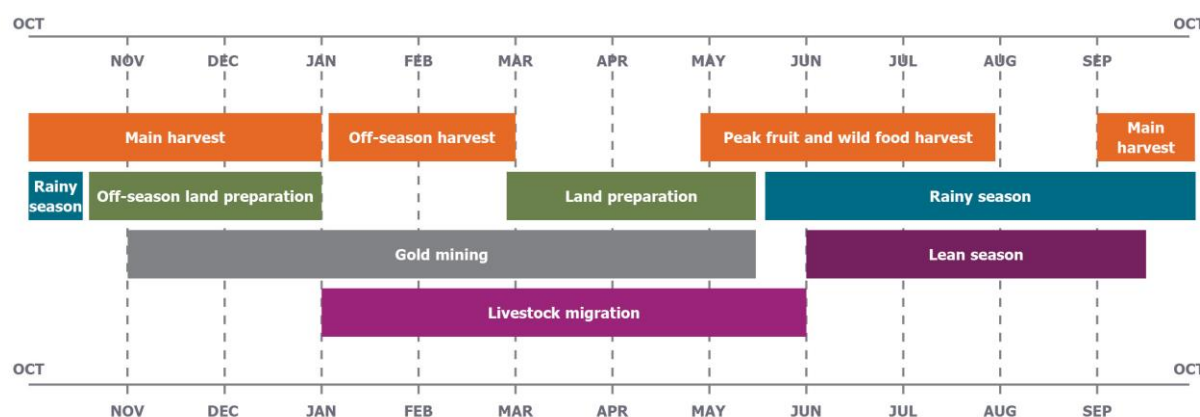 OCT OCT
NOV DEC JAN FEB MAR APR MAY JUN JUL AUG SEP
Main harvest Off-season harvest Peak fruit and wild food harvest Main
harvest
Rainy
season Off-season land preparation Land preparation Rainy season
Gold mining Lean season
Livestock migration
OCT OCT
NOV DEC JAN FEB MAR APR MAY JUN JUL AUG SEP